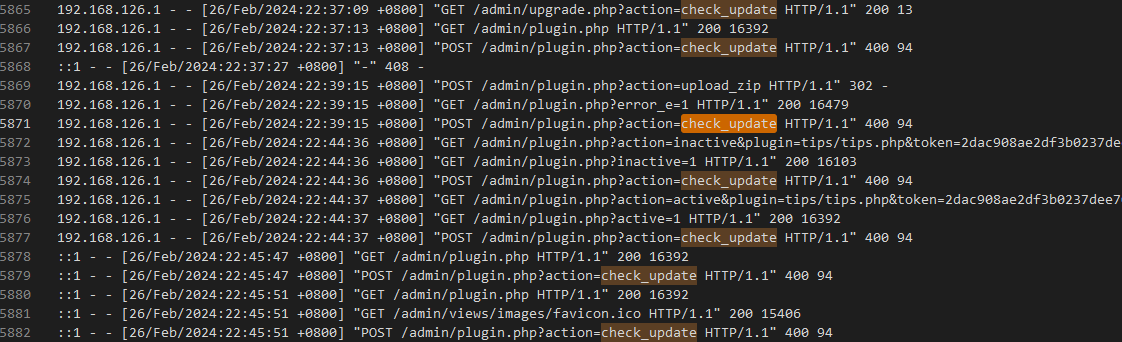 5865 192.168.126.1 - - [26/Feb/2024:22:37:09 +0800] "GET /admin/upgrade.php?action=check_update HTTP/1.1" 200 13
5866 192.168.126.1 - - [26/Feb/2024:22:37:13 +0800] "GET /admin/plugin.php HTTP/1.1" 200 16392
5867 192.168.126.1 - - [26/Feb/2024:22:37:13 +0800] "POST /admin/plugin.php?action=check_update HTTP/1.1" 400 94
5868 ::1 - - [26/Feb/2024:22:37:27 +0800] "-" 408 -
5869 192.168.126.1 - - [26/Feb/2024:22:39:15 +0800] "POST /admin/plugin.php?action=upload_zip HTTP/1.1" 302 -
5870 192.168.126.1 - - [26/Feb/2024:22:39:15 +0800] "GET /admin/plugin.php?error_e=1 HTTP/1.1" 200 16479
5871 192.168.126.1 - - [26/Feb/2024:22:39:15 +0800] "POST /admin/plugin.php?action=check_update HTTP/1.1" 400 94
5872 192.168.126.1 - - [26/Feb/2024:22:44:36 +0800] "GET /admin/plugin.php?action=inactive&plugin=tips/tips.php&token=2dac908ae2df3b0237de
5873 192.168.126.1 - - [26/Feb/2024:22:44:36 +0800] "GET /admin/plugin.php?inactive=1 HTTP/1.1" 200 16103
5874 192.168.126.1 - - [26/Feb/2024:22:44:36 +0800] "POST /admin/plugin.php?action=check_update HTTP/1.1" 400 94
5875 192.168.126.1 - - [26/Feb/2024:22:44:37 +0800] "GET /admin/plugin.php?action=active&plugin=tips/tips.php&token=2dac908ae2df3b0237dee7
5876 192.168.126.1 - - [26/Feb/2024:22:44:37 +0800] "GET /admin/plugin.php?active=1 HTTP/1.1" 200 16392
5877 192.168.126.1 - - [26/Feb/2024:22:44:37 +0800] "POST /admin/plugin.php?action=check_update HTTP/1.1" 400 94
5878 ::1 - - [26/Feb/2024:22:45:47 +0800] "GET /admin/plugin.php HTTP/1.1" 200 16392
5879 ::1 - - [26/Feb/2024:22:45:47 +0800] "POST /admin/plugin.php?action=check_update HTTP/1.1" 400 94
5880 ::1 - - [26/Feb/2024:22:45:51 +0800] "GET /admin/plugin.php HTTP/1.1" 200 16392
5881 ::1 - - [26/Feb/2024:22:45:51 +0800] "GET /admin/views/images/favicon.ico HTTP/1.1" 200 15406
5882 ::1 - - [26/Feb/2024:22:45:51 +0800] "POST /admin/plugin.php?action=check_update HTTP/1.1" 400 94